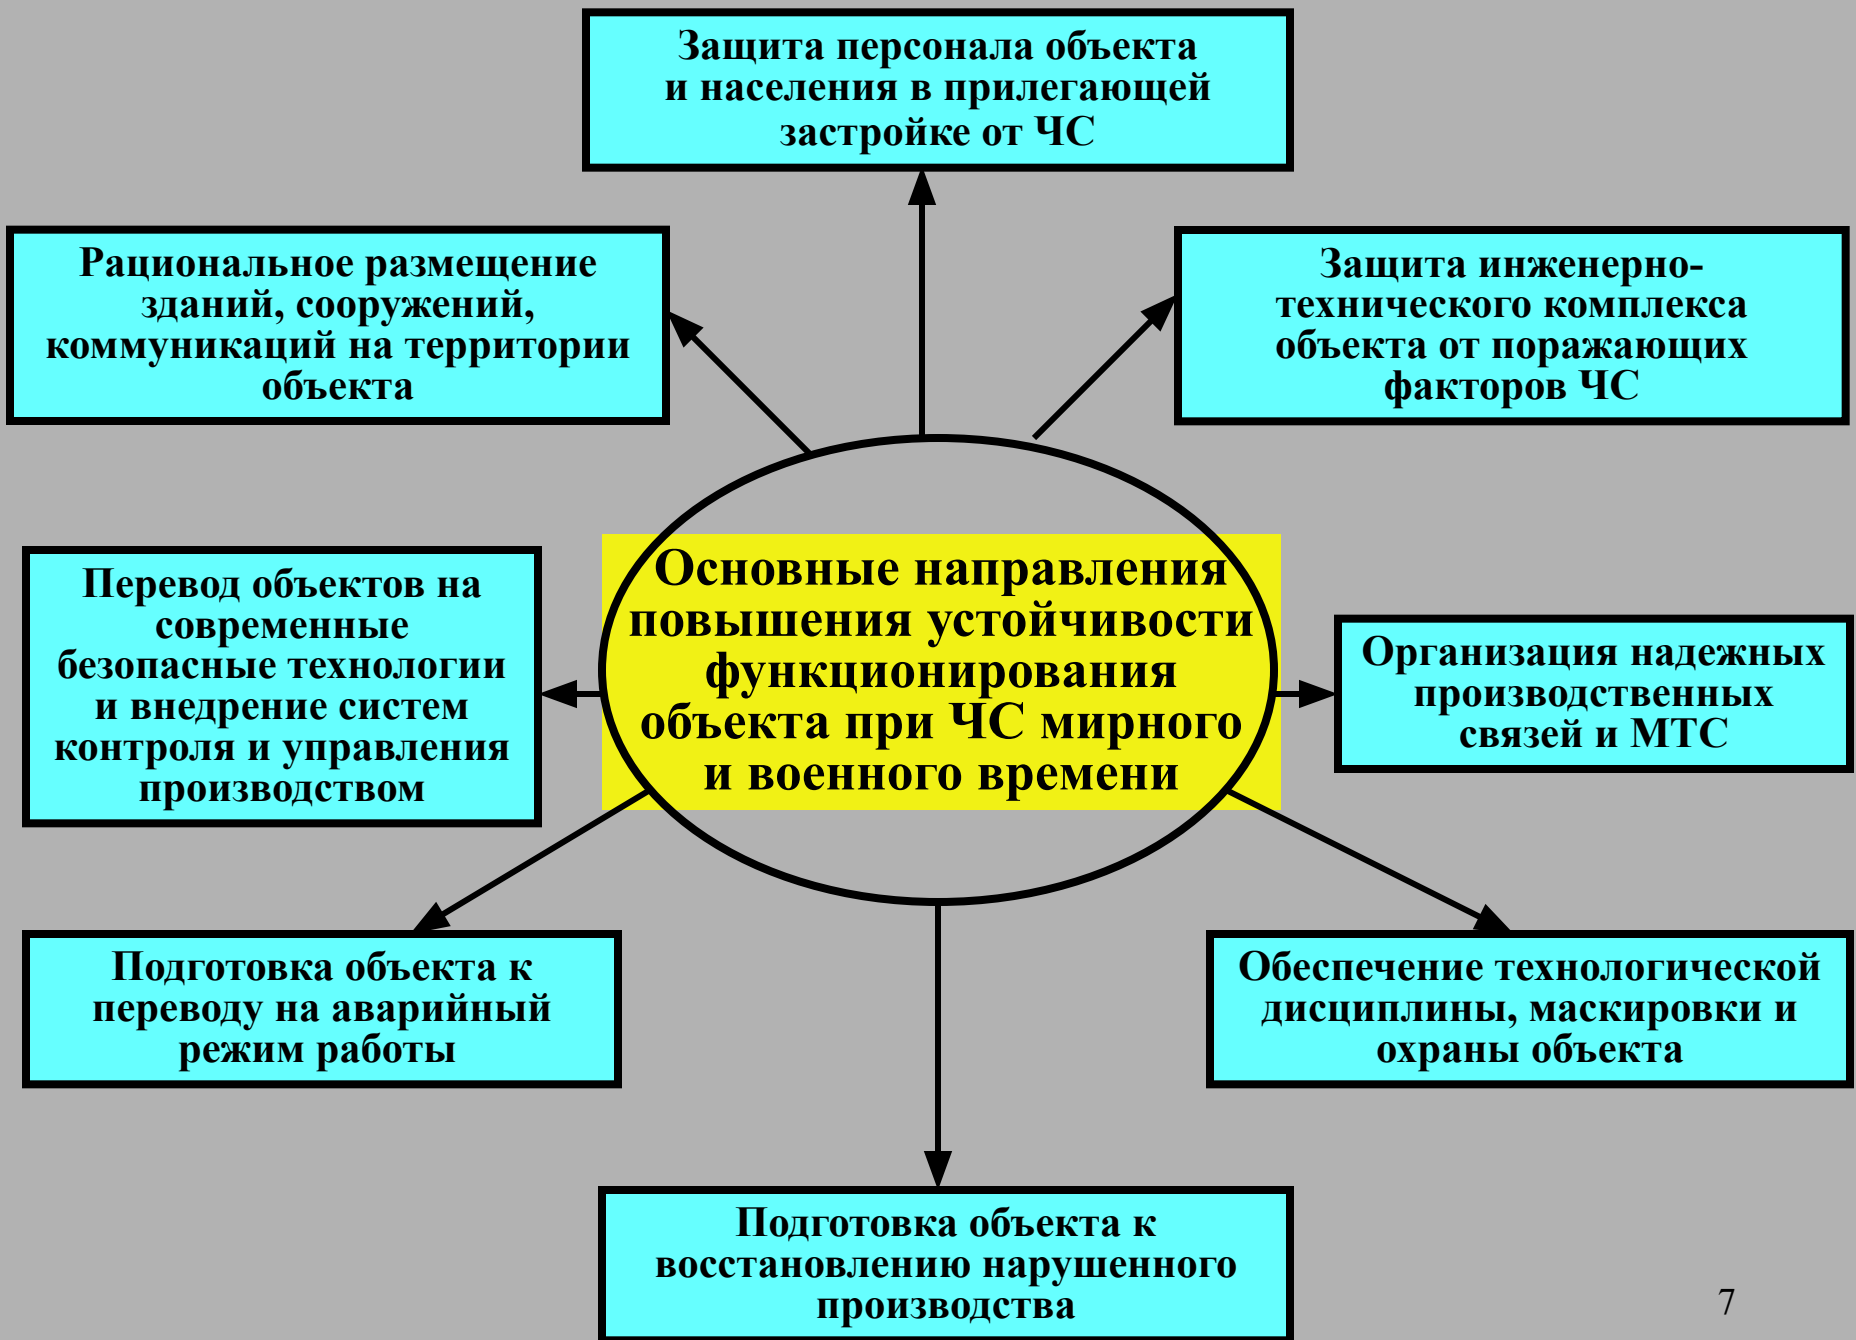 Защита персонала объекта
и населения в прилегающей
застройке от ЧС
Рациональное размещение
зданий, сооружений,
коммуникаций на территории
объекта
Защита инженерно-
технического комплекса
объекта от поражающих
факторов ЧС
Основные направления
повышения устойчивости
функционирования
объекта при ЧС мирного
и военного времени
Перевод объектов на
современные
безопасные технологии
и внедрение систем
контроля и управления
производством
Организация надежных
производственных
связей и МТС
Подготовка объекта к
переводу на аварийный
режим работы
Обеспечение технологической
дисциплины, маскировки и
охраны объекта
Подготовка объекта к
восстановлению нарушенного
производства
7